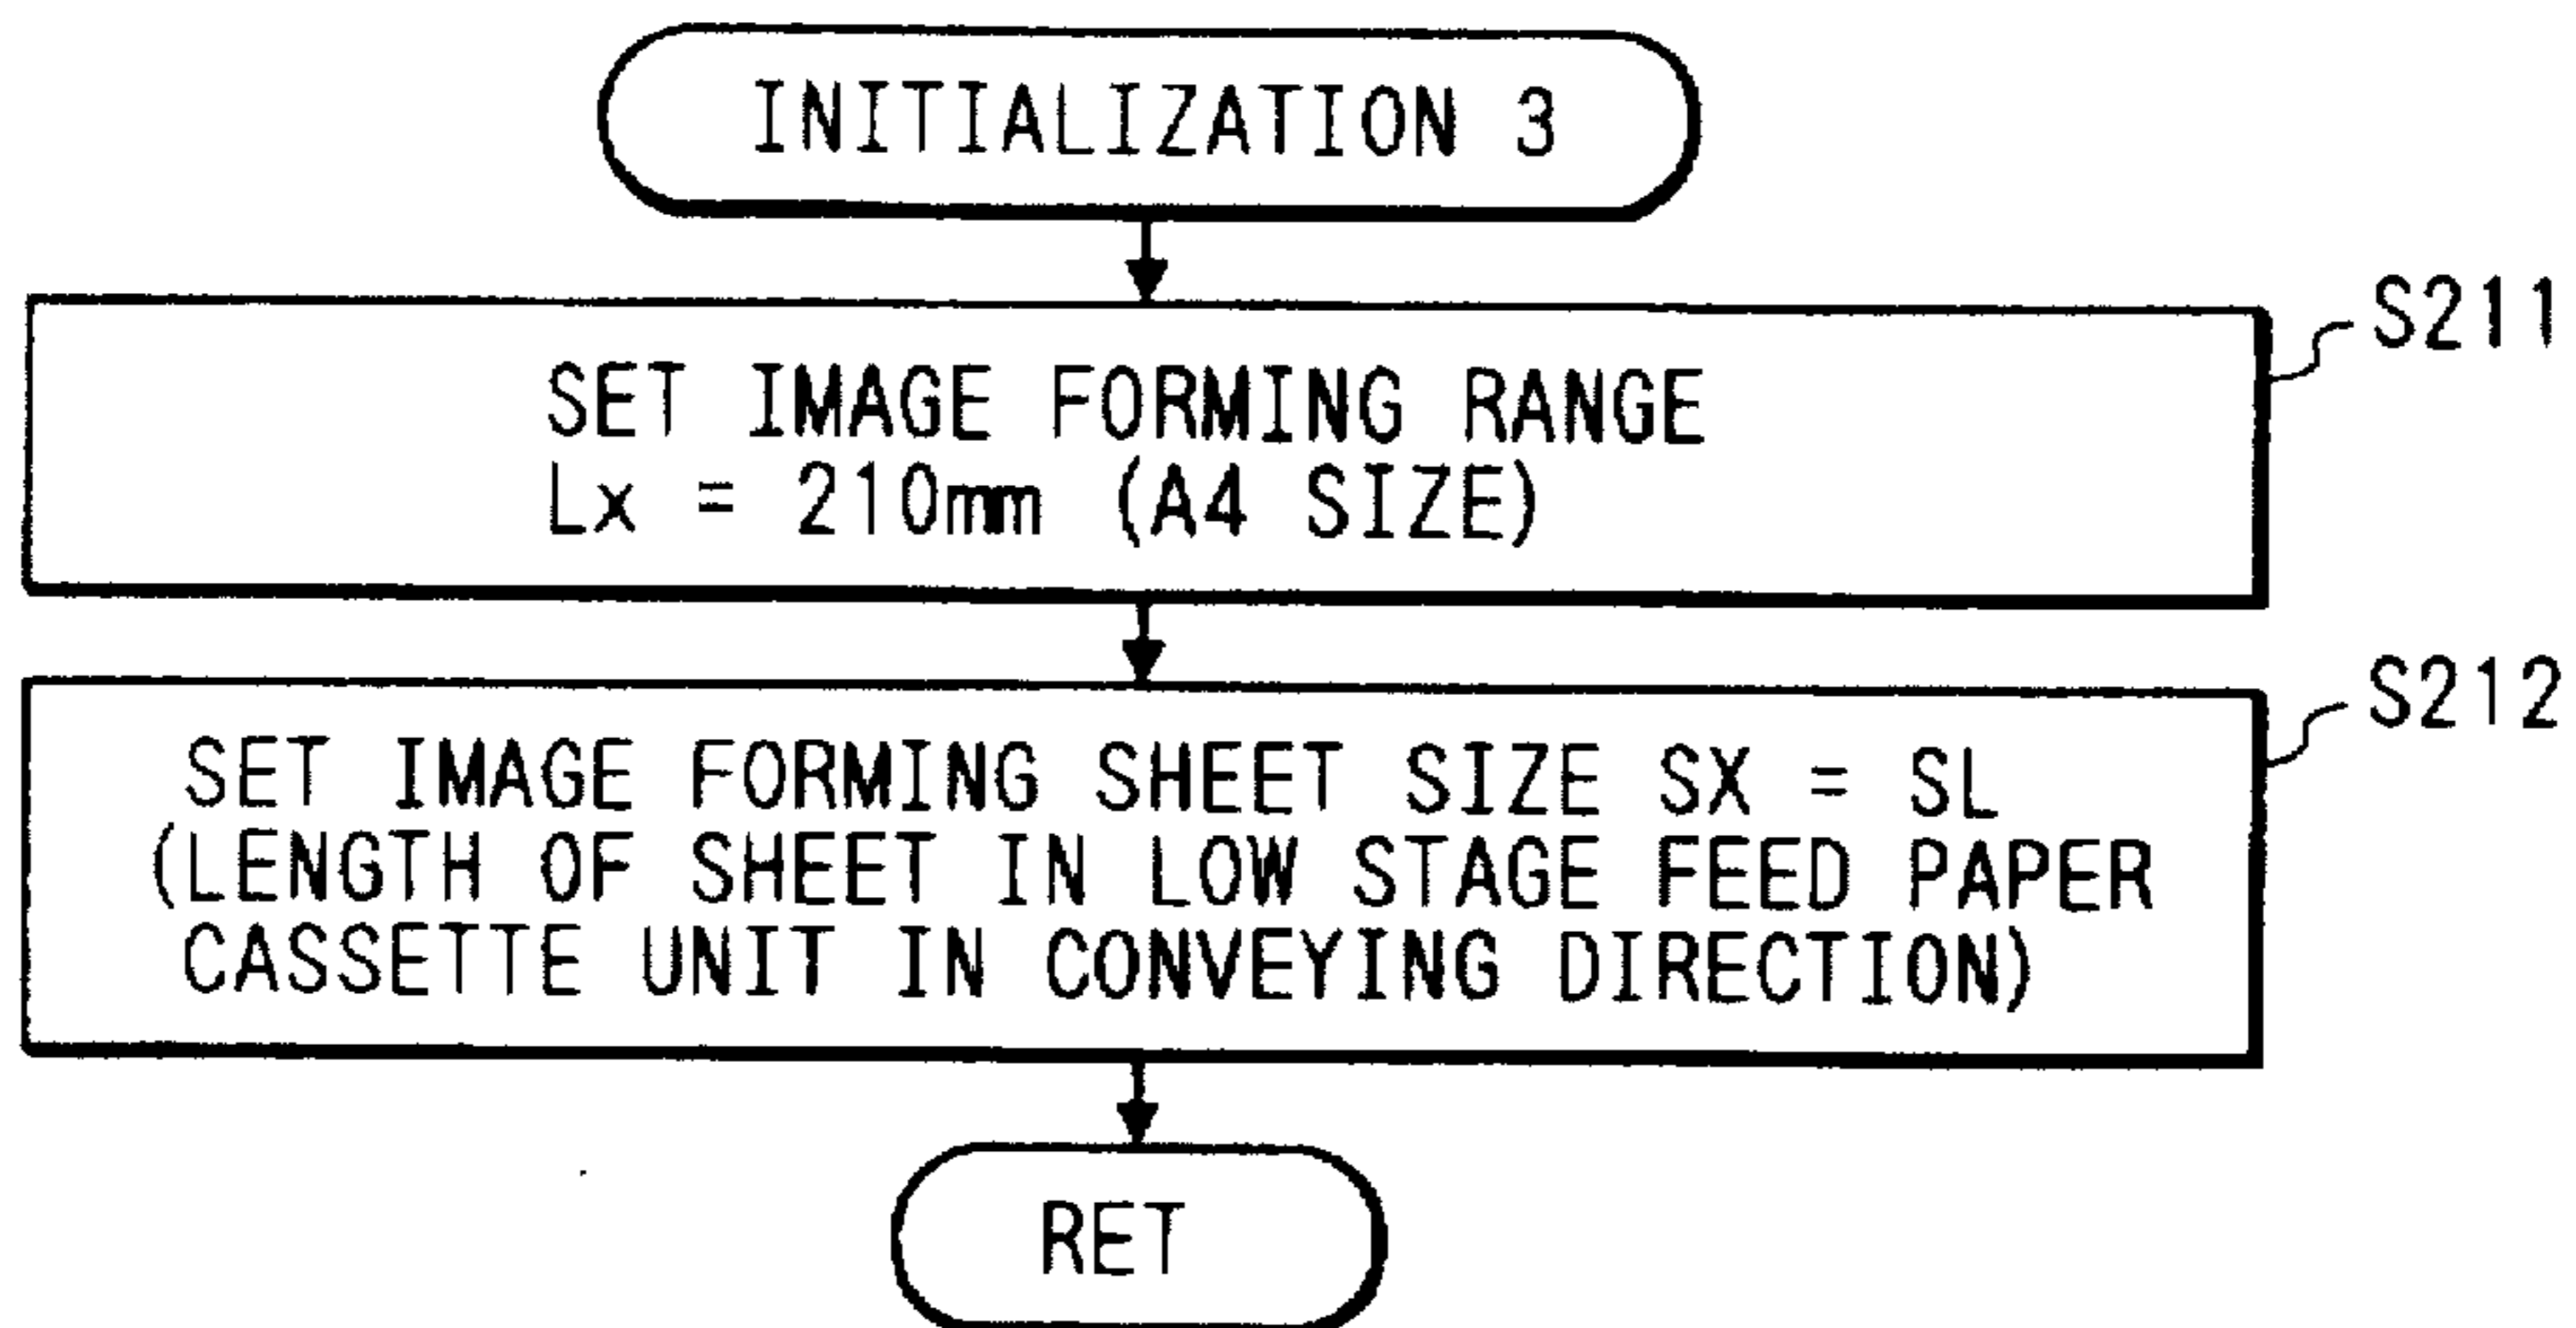 INITIALIZATION 3
S211
SET IMAGE FORMING RANGE
Lx = 210mm (A4 SIZE)
S212
SET IMAGE FORMING SHEET SIZE SX = SL
(LENGTH OF SHEET IN LOW STAGE FEED PAPER
CASSETTE UNIT IN CONVEYING DIRECTION)
RET